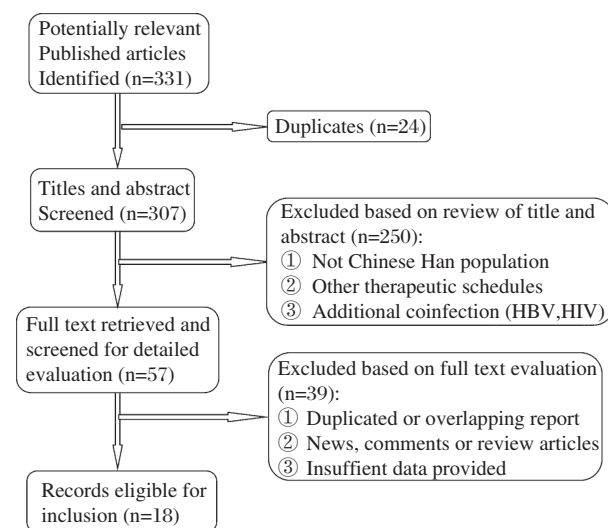 Potentially relevant
Published articles
Identified (n=331)
Duplicates (n=24)
Titles and abstract
Screened (n=307)
Excluded based on review of title and
abstract (n=250):
① Not Chinese Han population
② Other therapeutic schedules
③ Additional coinfection (HBV,HIV)
Full text retrieved and
screened for detailed
evaluation (n=57)
Excluded based on full text evaluation
(n=39):
① Duplicated or overlapping report
② News, comments or review articles
③ Insuffient data provided
Records eligible for
inclusion (n=18)